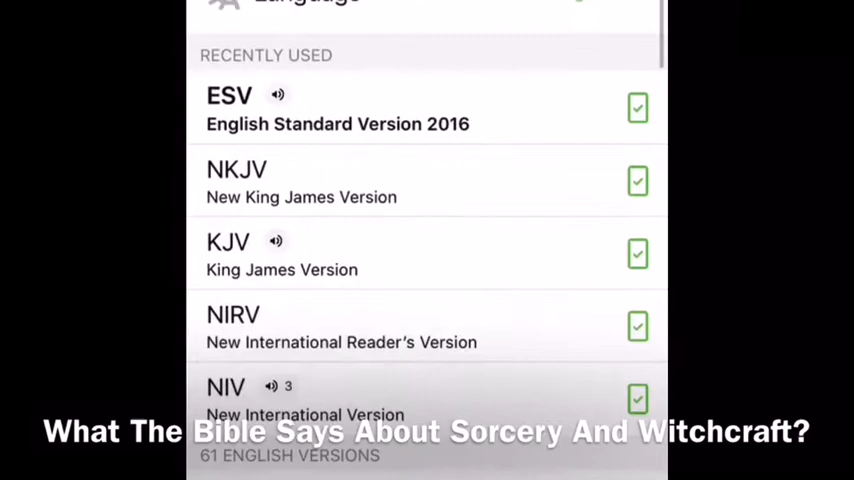 Language
RECENTLY USED
ESV
English Standard Version 2016
NKJV
New King James Version
KJV
King James Version
NIRV
New International Reader's Version
NIV 3
New International Version
What The Bible Says About Sorcery And Witchcraft?
61 ENGLISH VERSIONS